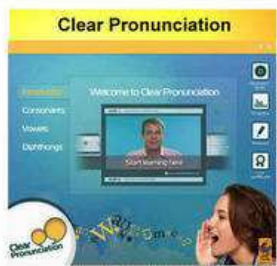 Clear Pronunciation
Introduction
Welcome to Clear Pronunciation
Consonants
Vowels
Diphthongs
Start learning here
Clear
Pronunciation